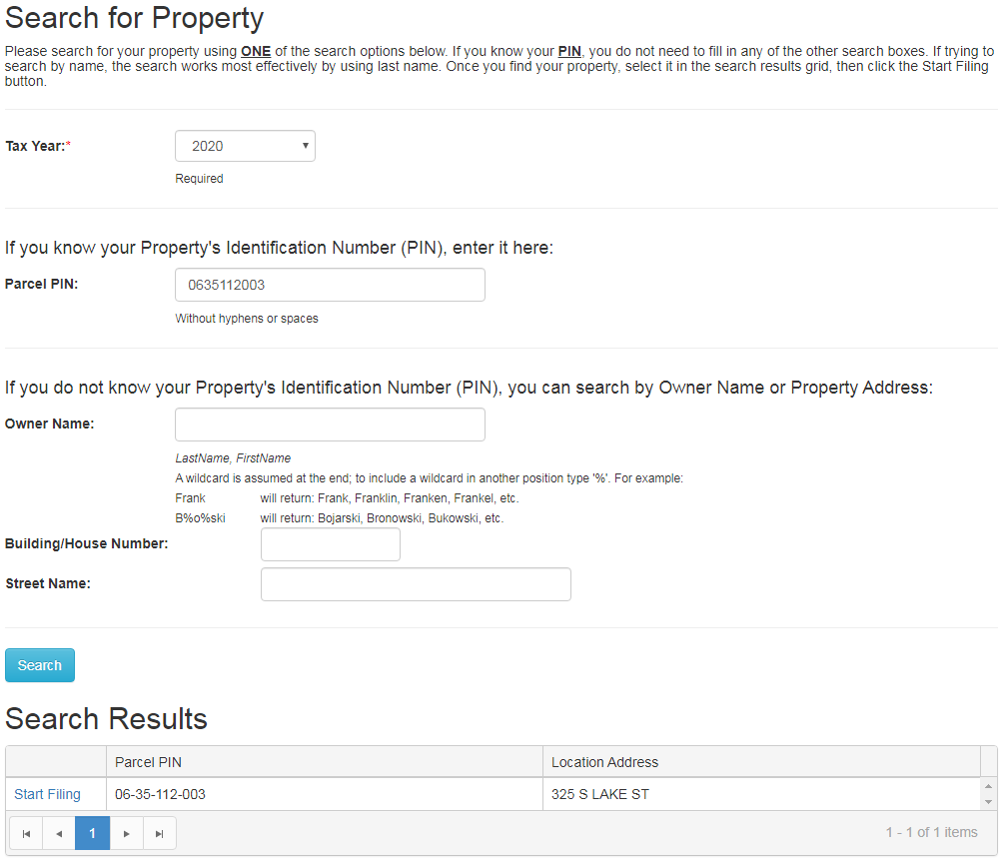 Search for Property
Please search for your property using ONE of the search options below. If you know your PIN, you do not need to fill in any of the other search boxes. If trying to
search by name, the search works most effectively by using last name. Once you find your property, select it in the search results grid, then click the Start Filing
button.
Tax Year:* 2020
Required
If you know your Property's Identification Number (PIN), enter it here:
Parcel PIN: 0635112003
Without hyphens or spaces
If you do not know your Property's Identification Number (PIN), you can search by Owner Name or Property Address:
Owner Name:
LastName, FirstName
A wildcard is assumed at the end; to include a wildcard in another position type '%'. For example:
Frank will return: Frank, Franklin, Franken, Frankel, etc.
B%o%ski will return: Bojarski, Bronowski, Bukowski, etc.
Building/House Number:
Street Name:
Search
Search Results
Parcel PIN Location Address
Start Filing 06-35-112-003 325 S LAKE ST
1 1 - 1 of 1 items